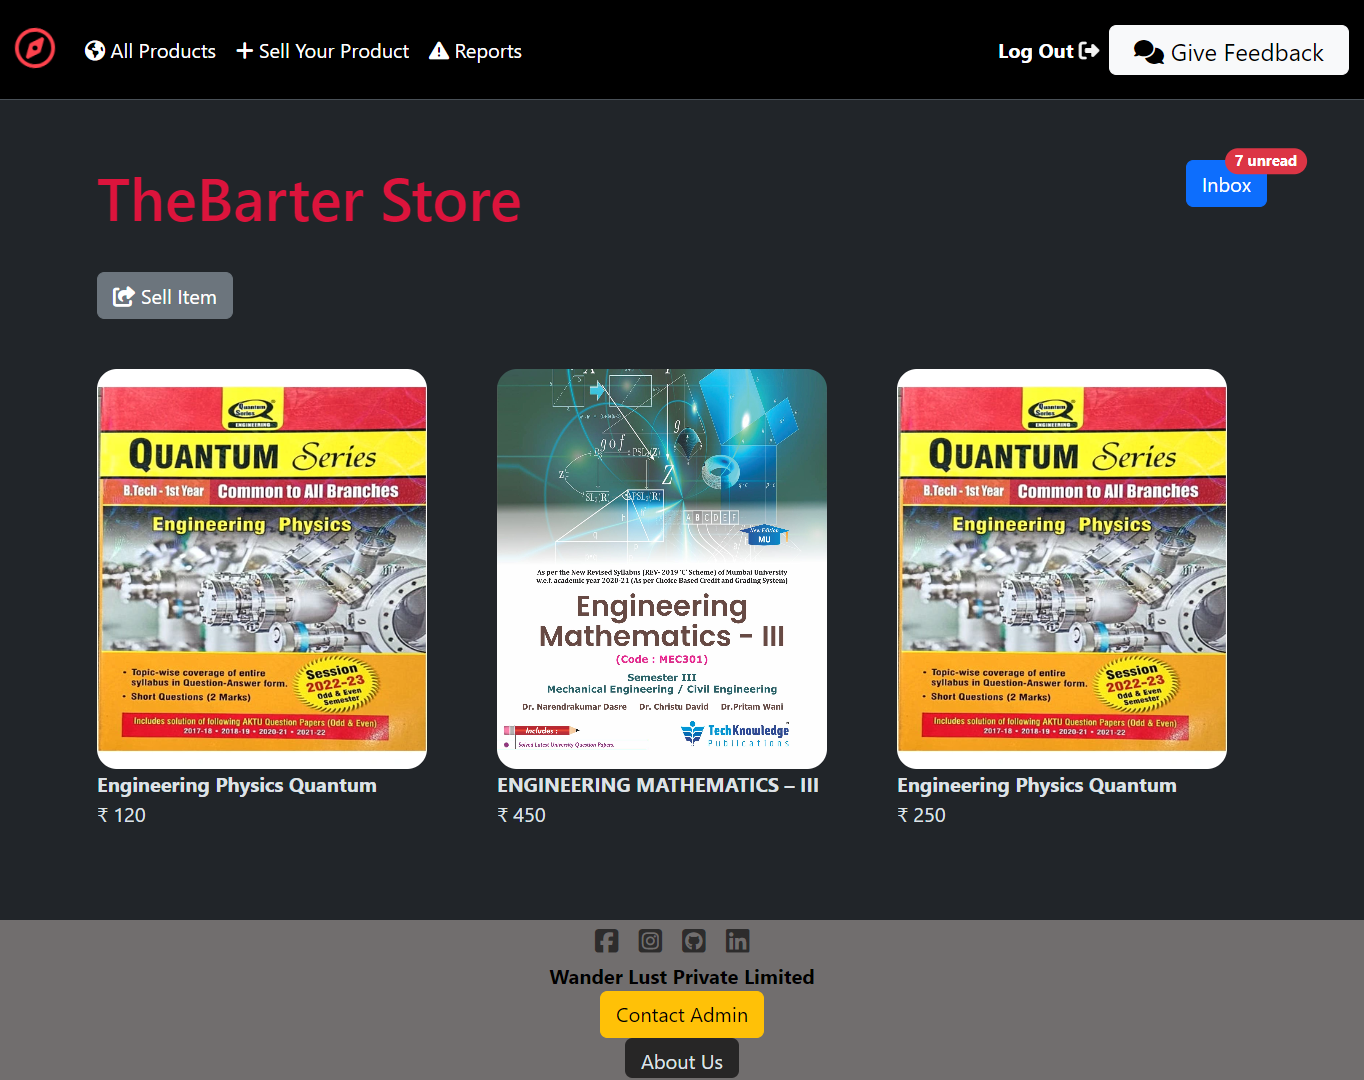 All Products
Sell Your Product
Reports
Log Out
Give Feedback
TheBarter Store
7 unread
Inbox
Sell Item
Quantum
Series
ENGINEERING
QUANTUM Series
B.Tech - 1st Year Common to All Branches
Engineering Physics
• Topic-wise coverage of entire
syllabus in Question-Answer form.
• Short Questions (2 Marks)
Session
2022-23
Odd & Even
Semester
Includes solution of following AKTU Question Papers (Odd & Even)
2017-18 • 2018-19 • 2020-21 • 2021-22
Engineering Physics Quantum
₹ 120
g o f
g
Z
A B C D E F
New Edition
MU
As per the New Revised Syllabus (REV- 2019 'C' Scheme) of Mumbai University
w.e.f. academic year 2020-21 (As per Choice Based Credit and Grading System)
Engineering
Mathematics - III
(Code : MEC301)
Semester III
Mechanical Engineering / Civil Engineering
Dr. Narendrakumar Dasre Dr. Christu David Dr.Pritam Wani
Includes :
Solved Latest University Question Papers.
TechKnowledge
Publications
ENGINEERING MATHEMATICS – III
₹ 450
Quantum
Series
ENGINEERING
QUANTUM Series
B.Tech - 1st Year Common to All Branches
Engineering Physics
• Topic-wise coverage of entire
syllabus in Question-Answer form.
• Short Questions (2 Marks)
Session
2022-23
Odd & Even
Semester
Includes solution of following AKTU Question Papers (Odd & Even)
2017-18 • 2018-19 • 2020-21 • 2021-22
Engineering Physics Quantum
₹ 250
Wander Lust Private Limited
Contact Admin
About Us